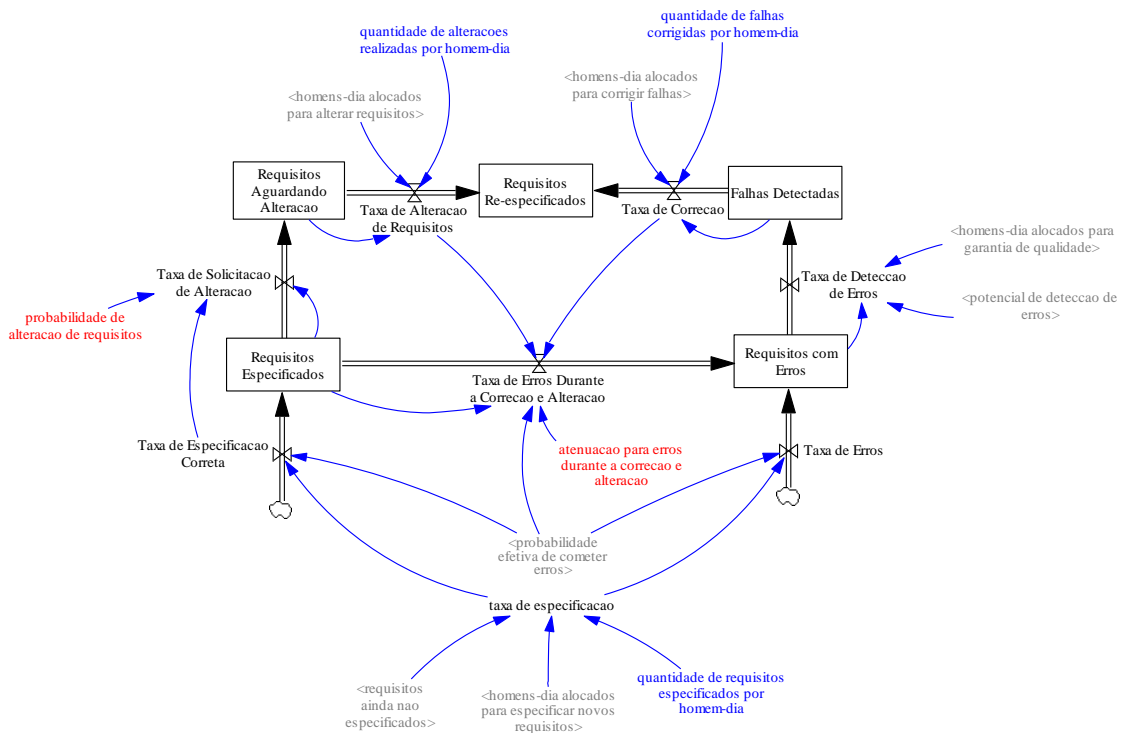 quantidade de alteracoes
realizadas por homem-dia
quantidade de falhas
corrigidas por homem-dia
<homens-dia alocados
para alterar requisitos>
<homens-dia alocados
para corrigir falhas>
Requisitos
Aguardando
Alteracao
Taxa de Alteracao
de Requisitos
Requisitos
Re-especificados
Taxa de Correcao
Falhas Detectadas
Taxa de Solicitacao
de Alteracao
probabilidade de
alteracao de requisitos
Taxa de Deteccao
de Erros
<homens-dia alocados para
garantia de qualidade>
<potencial de deteccao de
erros>
Requisitos
Especificados
Taxa de Erros Durante
a Correcao e Alteracao
Requisitos com
Erros
Taxa de Especificacao
Correta
atenuacao para erros
durante a correcao e
alteracao
Taxa de Erros
<probabilidade
efetiva de cometer
erros>
taxa de especificacao
<requisitos
ainda nao
especificados>
<homens-dia alocados
para especificar novos
requisitos>
quantidade de requisitos
especificados por
homem-dia